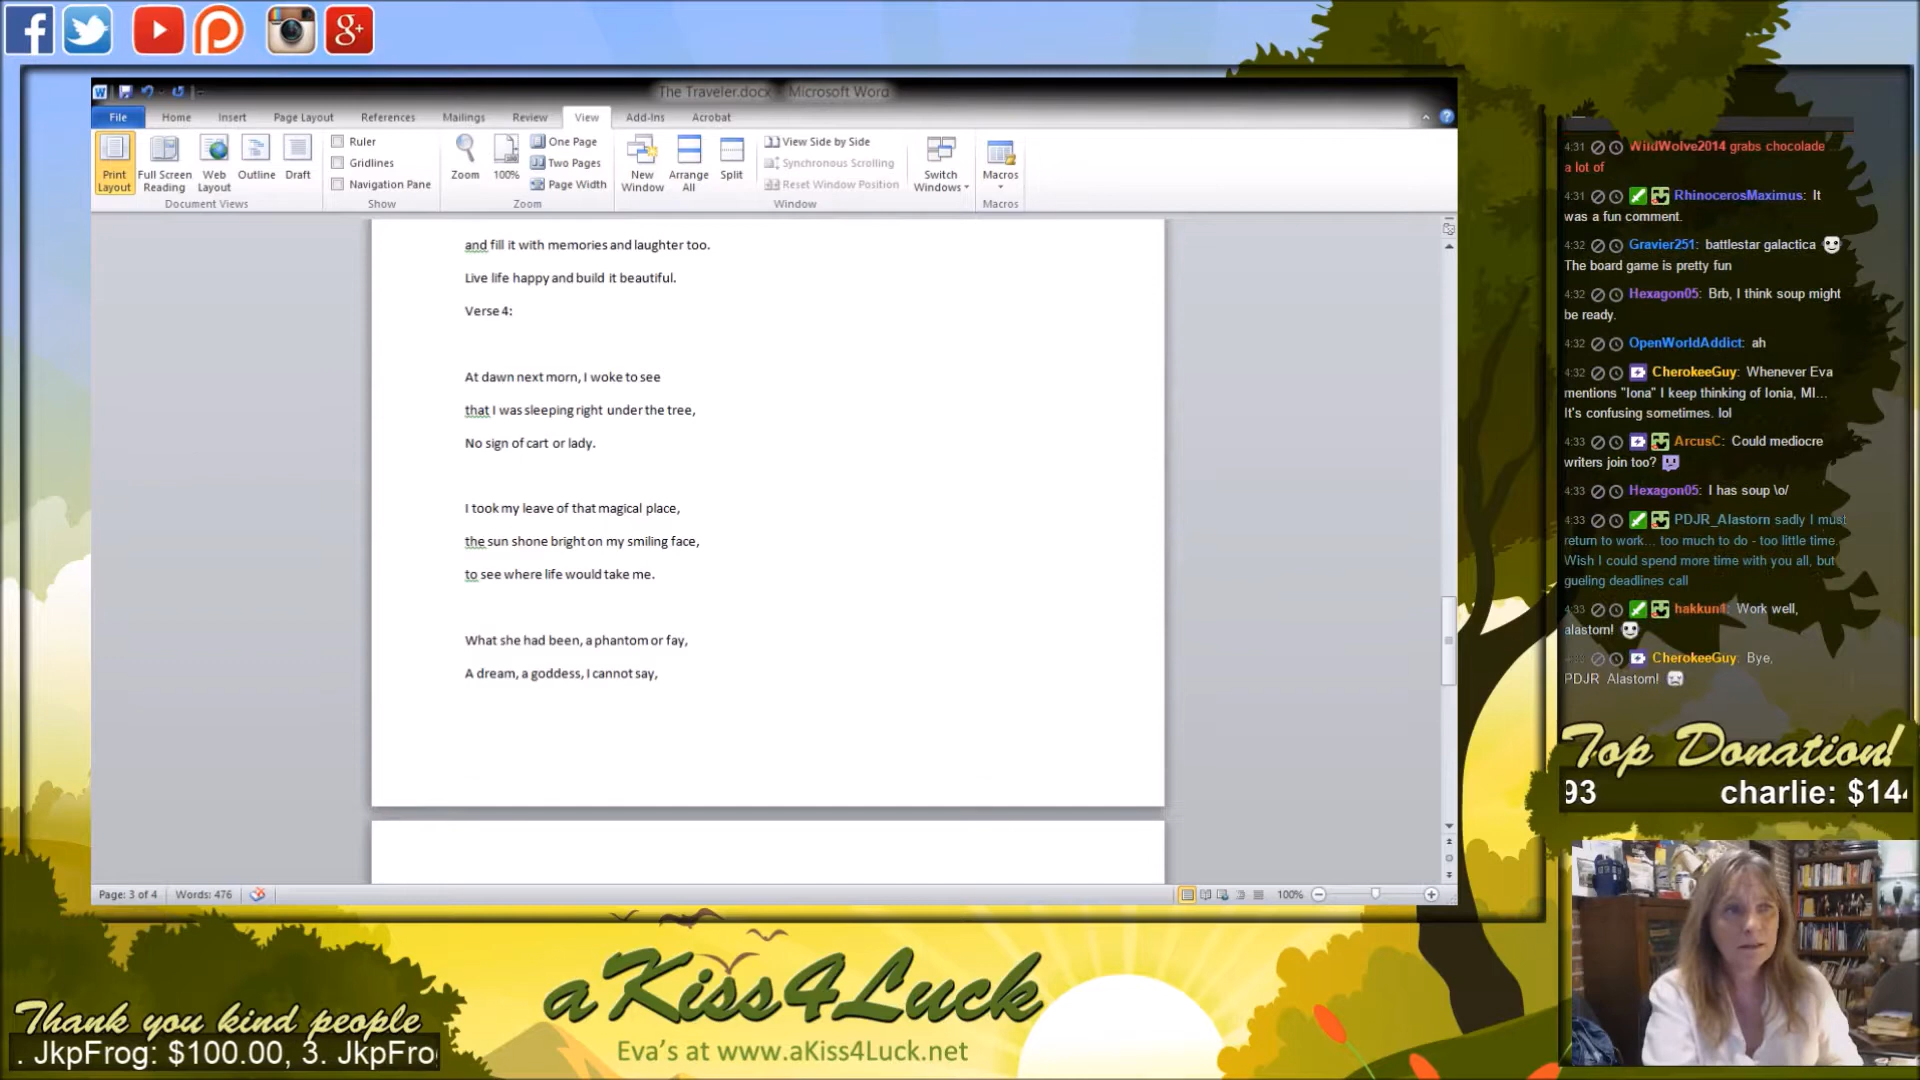 The Traveler.docx - Microsoft Word
File Home Insert Page Layout References Mailings Review View Add-Ins Acrobat
Print Layout
Full Screen Reading
Web Layout
Outline
Draft
Document Views
Ruler
Gridlines
Navigation Pane
Show
Zoom
100%
One Page
Two Pages
Page Width
Zoom
New Window
Arrange All
Split
View Side by Side
Synchronous Scrolling
Reset Window Position
Window
Switch Windows
Macros
Macros
and fill it with memories and laughter too.
Live life happy and build it beautiful.
Verse 4:
At dawn next morn, I woke to see
that I was sleeping right under the tree,
No sign of cart or lady.
I took my leave of that magical place,
the sun shone bright on my smiling face,
to see where life would take me.
What she had been, a phantom or fay,
A dream, a goddess, I cannot say,
Page: 3 of 4 Words: 476
100%
4:31 WildWolve2014 grabs chocolade
a lot of
4:31 RhinocerosMaximus: It
was a fun comment.
4:32 Gravier251: battlestar galactica
The board game is pretty fun
4:32 Hexagon05: Brb, I think soup might
be ready.
4:32 OpenWorldAddict: ah
4:32 CherokeeGuy: Whenever Eva
mentions "Iona" I keep thinking of Ionia, MI...
It's confusing sometimes. lol
4:33 ArcusC: Could mediocre
writers join too?
4:33 Hexagon05: I has soup \o/
4:33 PDJR_Alastorn sadly I must
return to work... too much to do - too little time.
Wish I could spend more time with you all, but
gueling deadlines call
4:33 hakkun1: Work well,
alastorn!
CherokeeGuy: Bye,
PDJR Alastorn!
Top Donation!
93 charlie: $144
Thank you kind people
. JkpFrog: $100.00, 3. JkpFro
aKiss4Luck
Eva's at www.aKiss4Luck.net